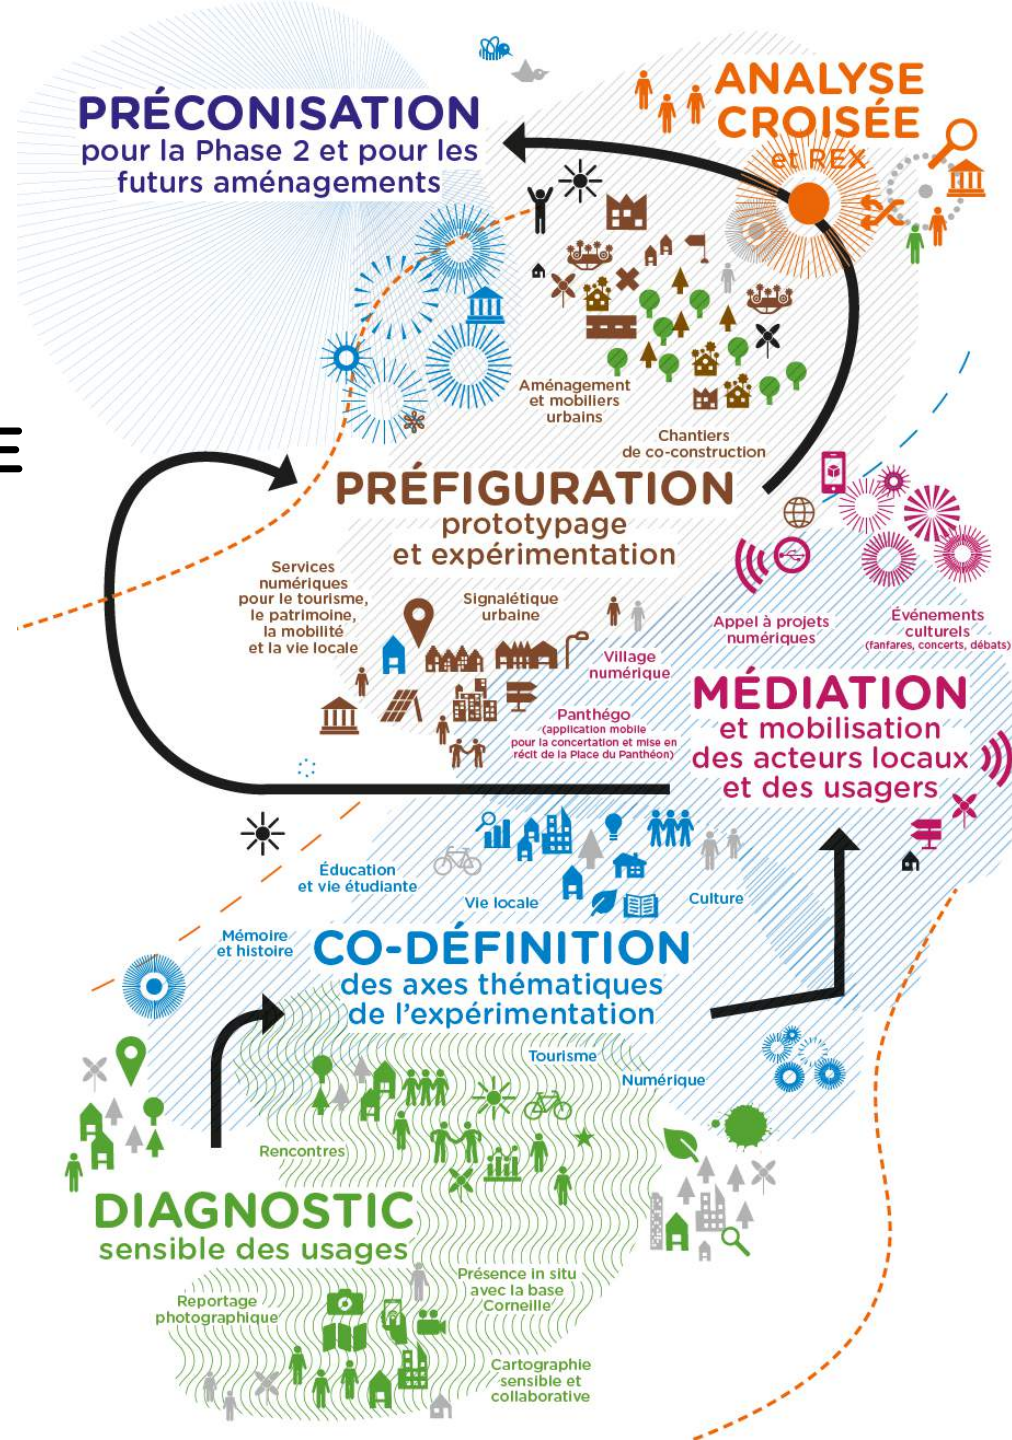 PRÉCONISATION
pour la Phase 2 et pour les
futurs aménagements
ANALYSE
CROISÉE
et REX
Aménagement
et mobiliers
urbains
Chantiers
de co-construction
E
PRÉFIGURATION
prototypage
et expérimentation
Services
numériques
pour le tourisme,
le patrimoine,
la mobilité
et la vie locale
Signalétique
urbaine
Village
numérique
Panthégo
(application mobile
pour la concertation et mise en
récit de la Place du Panthéon)
Appel à projets
numériques
Événements
culturels
(fanfares, concerts, débats)
MÉDIATION
et mobilisation
des acteurs locaux
et des usagers
Éducation
et vie étudiante
Vie locale
Culture
Mémoire
et histoire
CO-DÉFINITION
des axes thématiques
de l'expérimentation
Tourisme
Numérique
Rencontres
DIAGNOSTIC
sensible des usages
Reportage
photographique
Présence in situ
avec la base
Corneille
Cartographie
sensible et
collaborative